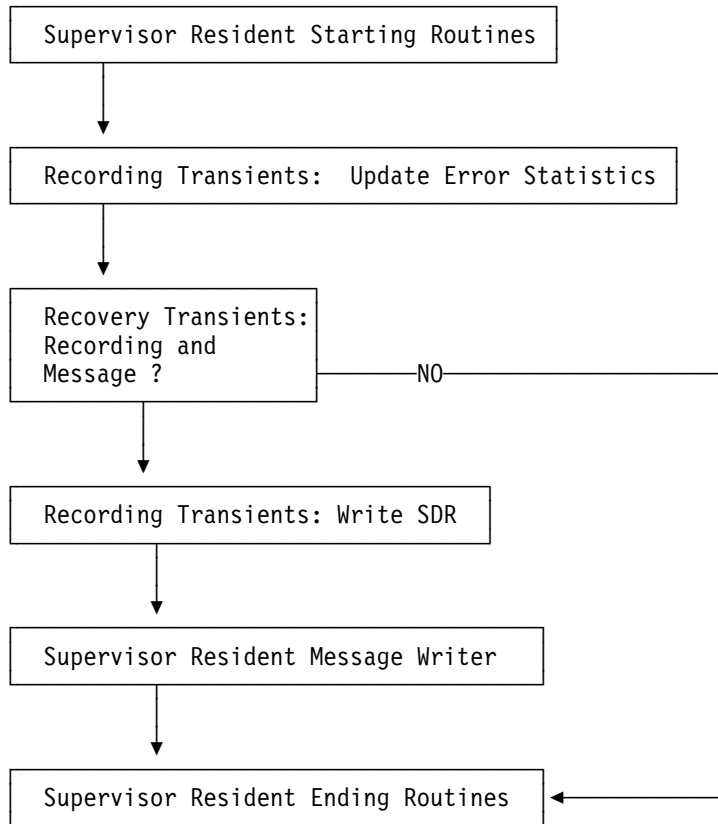 Supervisor Resident Starting Routines
Recording Transients:  Update Error Statistics
Recovery Transients:
Recording and
Message ?
NO
Recording Transients: Write SDR
Supervisor Resident Message Writer
Supervisor Resident Ending Routines